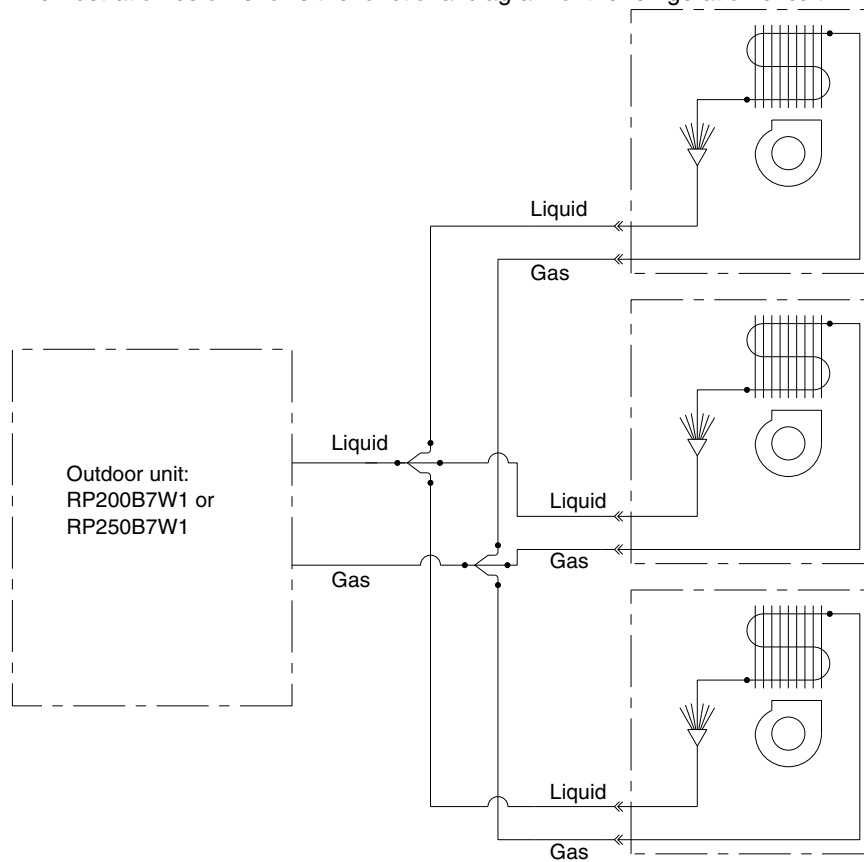 Liquid
Gas
Liquid
Outdoor unit:
RP200B7W1 or
RP250B7W1
Liquid
Gas
Gas
Liquid
Gas